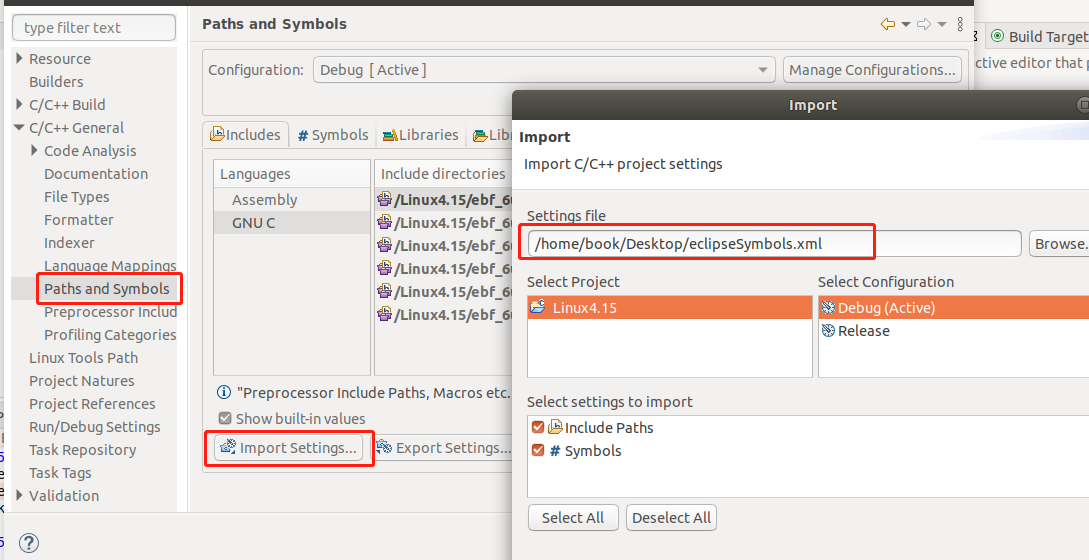 type filter text
Resource
Builders
C/C++ Build
C/C++ General
Code Analysis
Documentation
File Types
Formatter
Indexer
Language Mappings
Paths and Symbols
Preprocessor Includ
Profiling Categories
Linux Tools Path
Project Natures
Project References
Run/Debug Settings
Task Repository
Task Tags
Validation
Paths and Symbols
Configuration:
Debug [ Active ]
Manage Configurations...
Includes
# Symbols
Libraries
Languages
Assembly
GNU C
Include directories
/Linux4.15/ebf_6
/Linux4.15/ebf_6
/Linux4.15/ebf_6
/Linux4.15/ebf_6
/Linux4.15/ebf_6
/Linux4.15/ebf_6
"Preprocessor Include Paths, Macros etc.
Show built-in values
Import Settings...
Export Settings...
Build Target
ctive editor that p
Import
Import
Import C/C++ project settings
Settings file
/home/book/Desktop/eclipseSymbols.xml
Browse..
Select Project
Linux4.15
Select Configuration
Debug (Active)
Release
Select settings to import
Include Paths
# Symbols
Select All
Deselect All